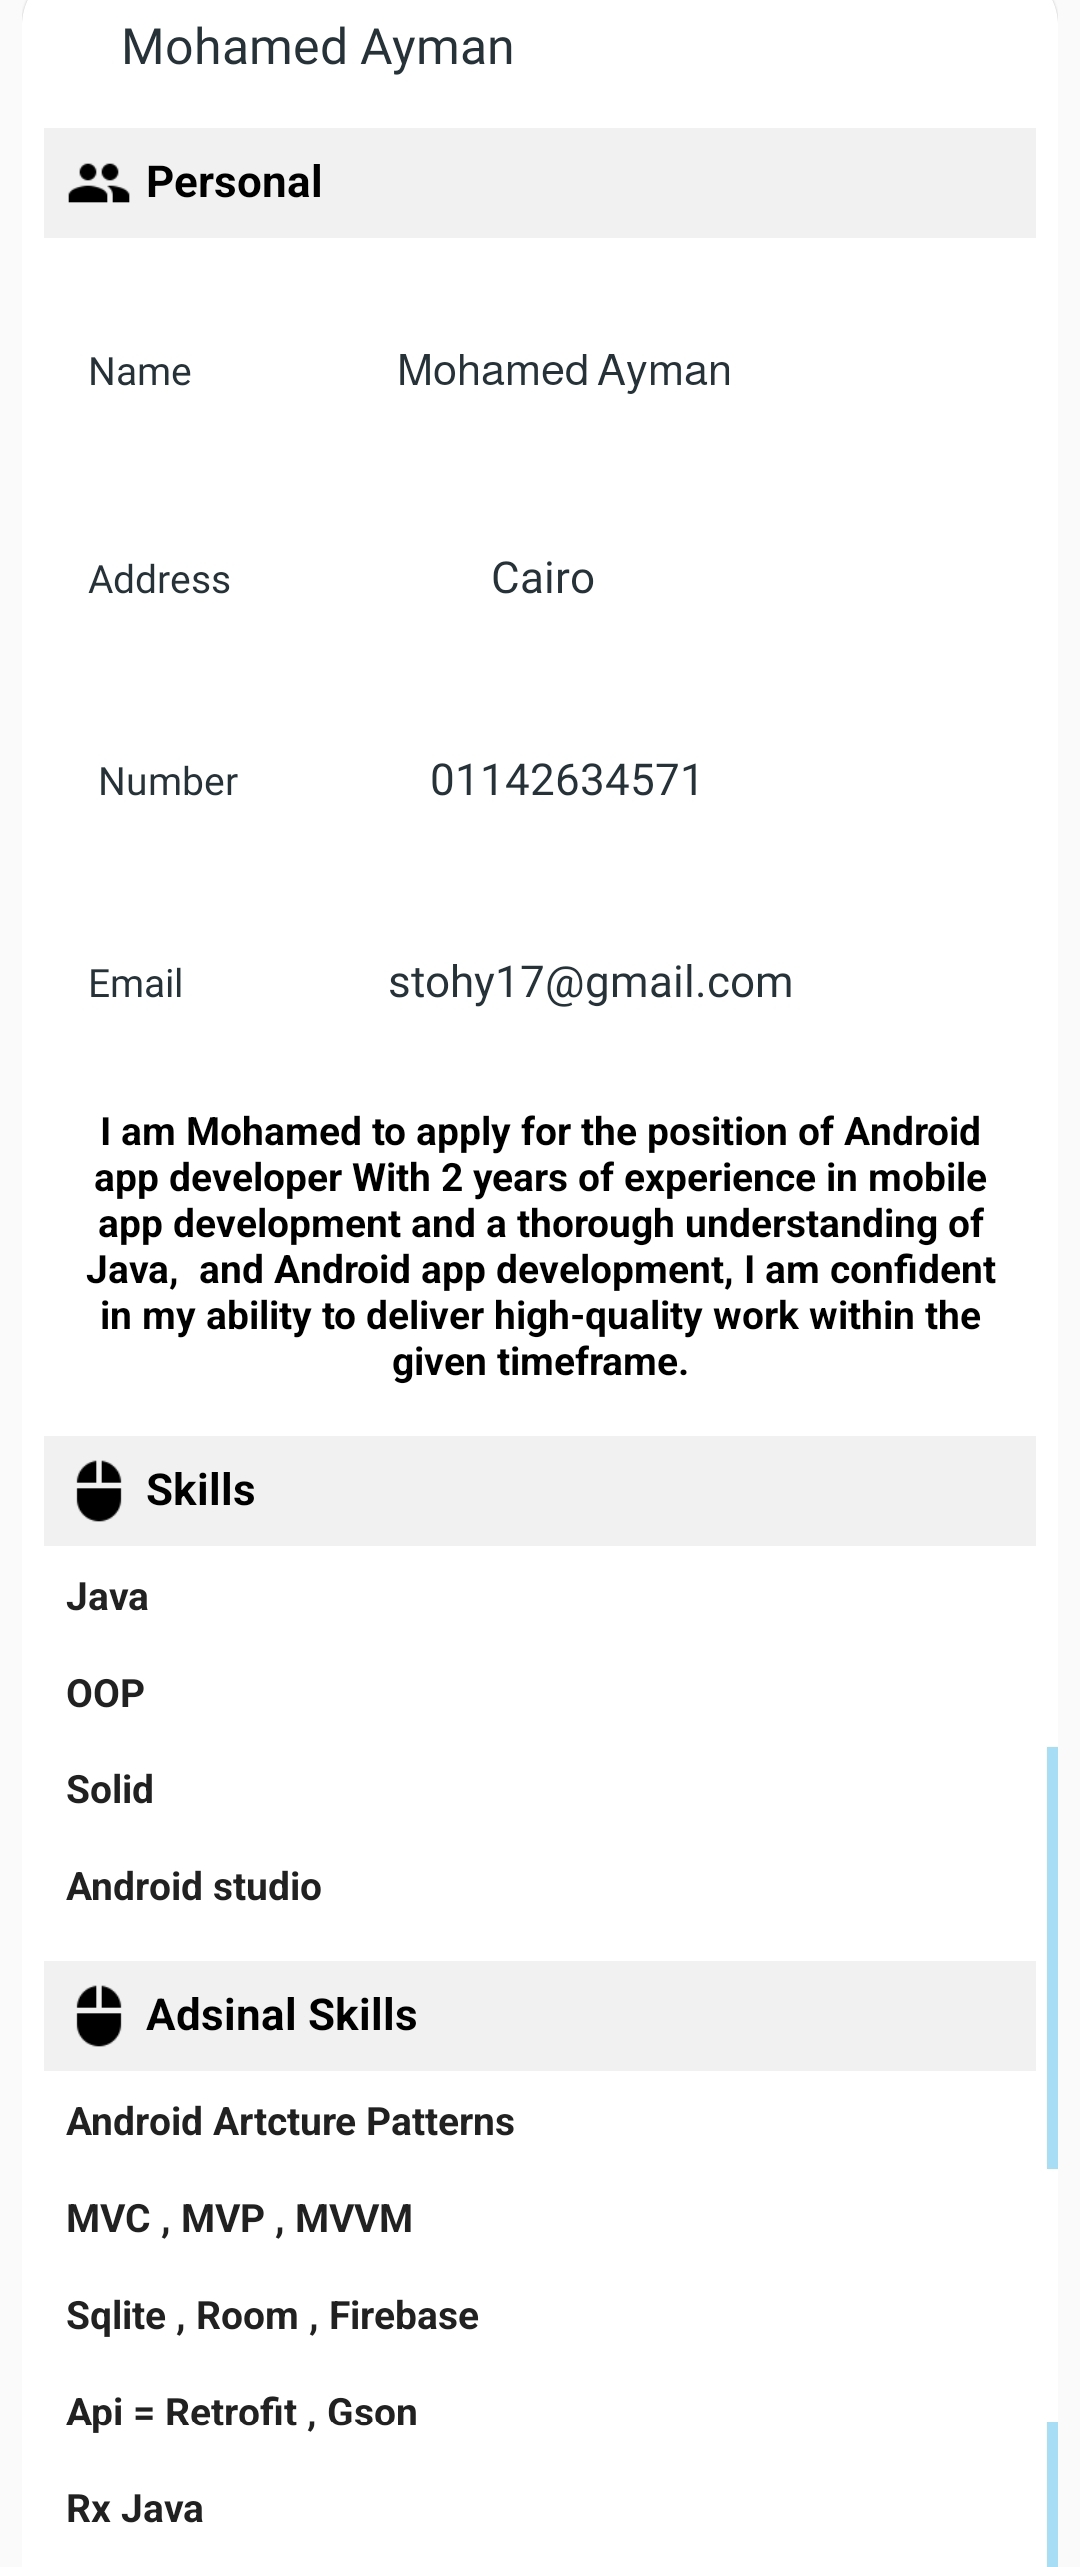 Mohamed Ayman
Personal
Name Mohamed Ayman
Address Cairo
Number 01142634571
Email stohy17@gmail.com
I am Mohamed to apply for the position of Android
app developer With 2 years of experience in mobile
app development and a thorough understanding of
Java,  and Android app development, I am confident
in my ability to deliver high-quality work within the
given timeframe.
Skills
Java
OOP
Solid
Android studio
Adsinal Skills
Android Artcture Patterns
MVC , MVP , MVVM
Sqlite , Room , Firebase
Api = Retrofit , Gson
Rx Java